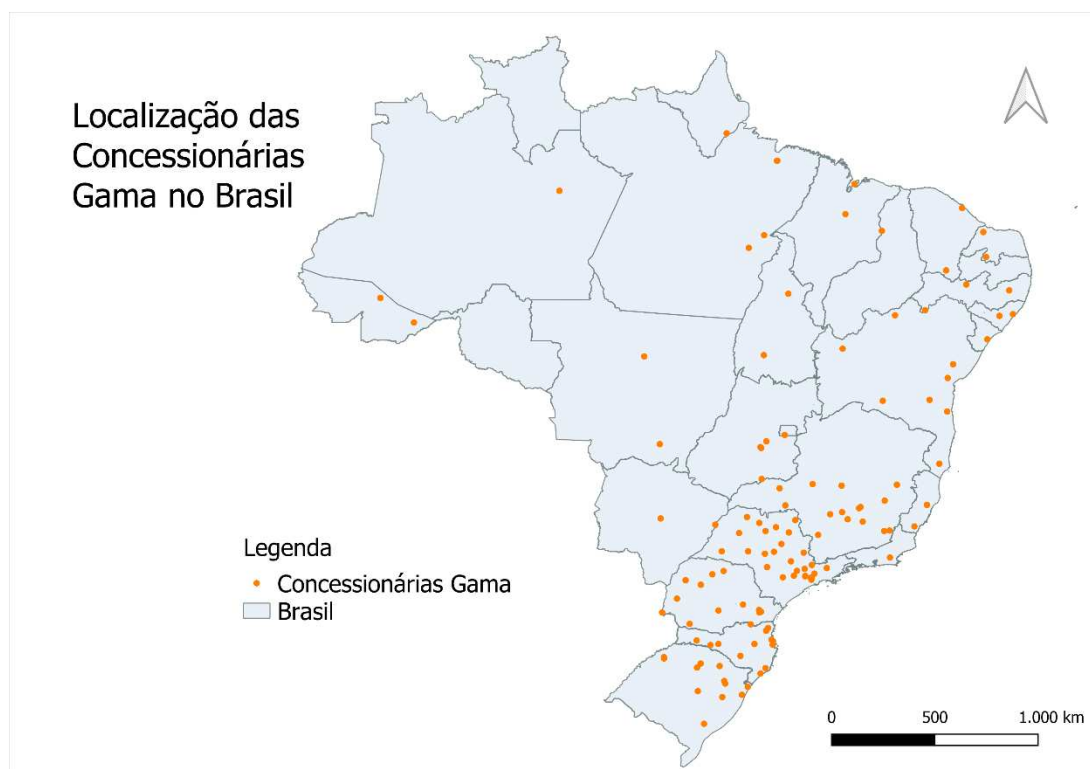 Localização das
Concessionárias
Gama no Brasil
Legenda
Concessionárias Gama
Brasil
0 500 1.000 km